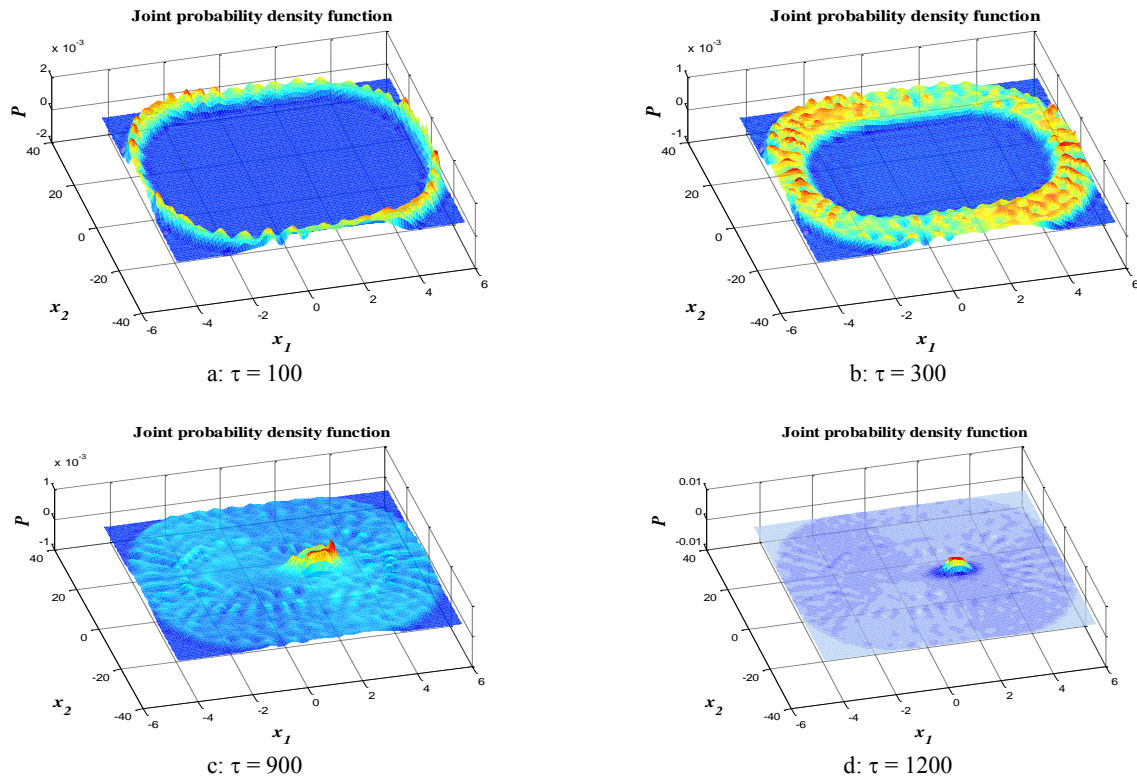 Joint probability density function
x 10⁻³
2
0
-2
P
40
20
0
-20
-40
x₂
-6
-4
-2
0
2
4
6
x₁
a: τ = 100
Joint probability density function
x 10⁻³
1
0
-1
P
40
20
0
-20
-40
x₂
-6
-4
-2
0
2
4
6
x₁
b: τ = 300
Joint probability density function
x 10⁻³
1
0
-1
P
40
20
0
-20
-40
x₂
-6
-4
-2
0
2
4
6
x₁
c: τ = 900
Joint probability density function
0.01
0
-0.01
P
40
20
0
-20
-40
x₂
-6
-4
-2
0
2
4
6
x₁
d: τ = 1200